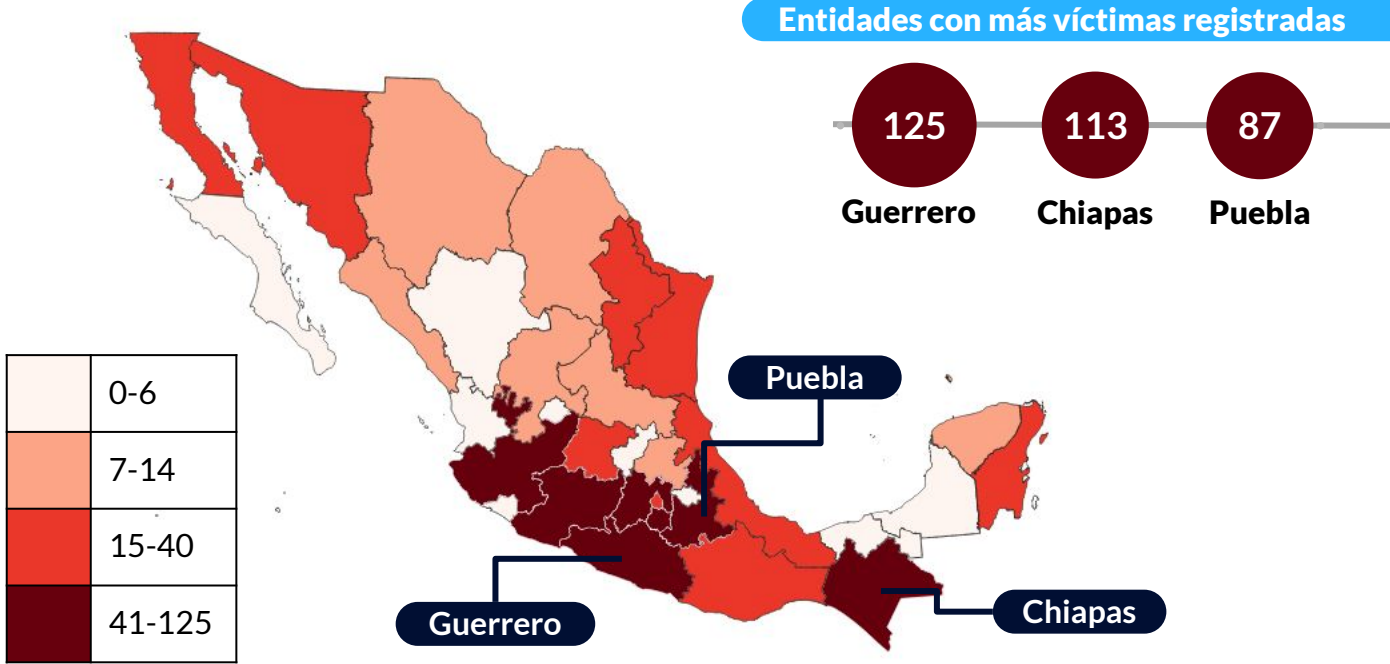 Entidades con más víctimas registradas
125
113
87
Guerrero
Chiapas
Puebla
Puebla
0-6
7-14
15-40
41-125
Guerrero
Chiapas